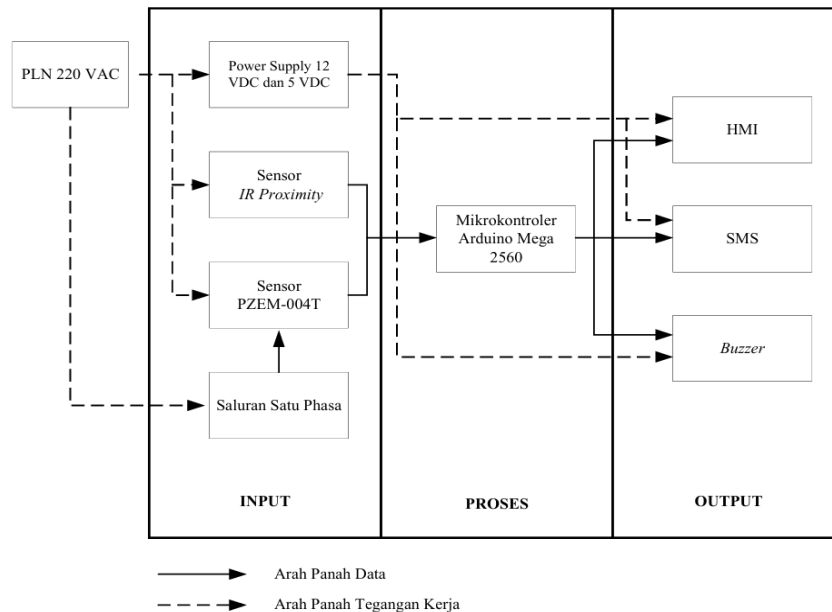 PLN 220 VAC
Power Supply 12
VDC dan 5 VDC
Sensor
IR Proximity
Sensor
PZEM-004T
Saluran Satu Phasa
INPUT
Mikrokontroler
Arduino Mega
2560
PROSES
HMI
SMS
Buzzer
OUTPUT
Arah Panah Data
Arah Panah Tegangan Kerja